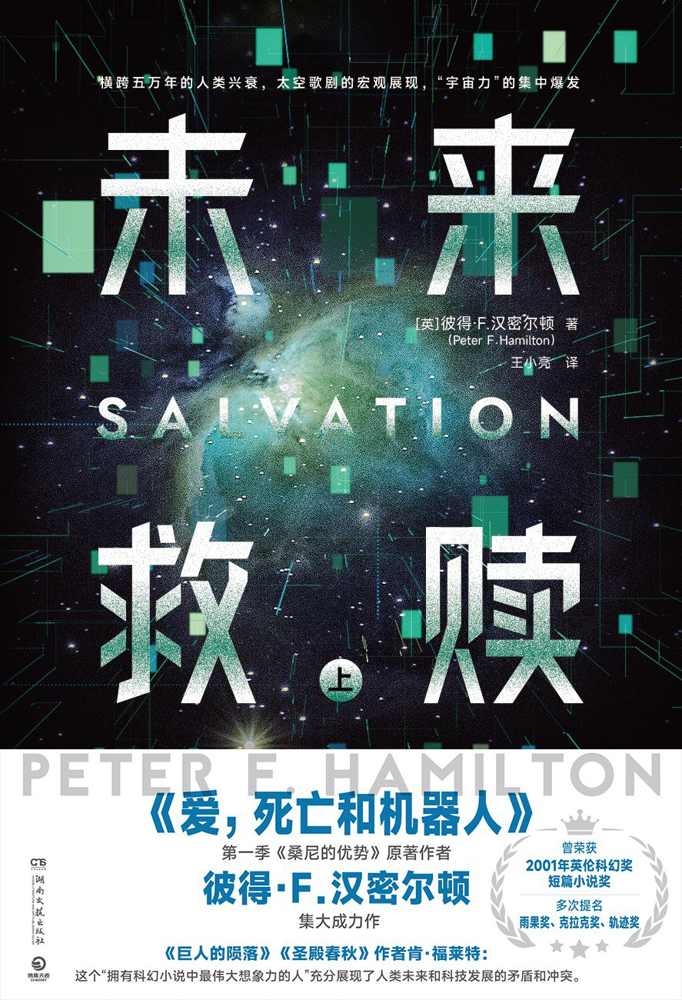 横跨五万年的人类兴衰，太空歌剧的宏观展现，“宇宙力”的集中爆发
未来
[英]彼得·F.汉密尔顿 著
(Peter F.Hamilton)
王小亮 译
SALVATION
救赎
上
PETER F. HAMILTON
《爱，死亡和机器人》
第一季《桑尼的优势》原著作者
彼得·F.汉密尔顿
集大成力作
曾荣获
2001年英伦科幻奖
短篇小说奖
多次提名
雨果奖、克拉克奖、轨迹奖
《巨人的陨落》《圣殿春秋》作者肯·福莱特：
这个“拥有科幻小说中最伟大想象力的人”充分展现了人类未来和科技发展的矛盾和冲突。
湖南文艺出版社
博集天卷
CS-BOOKY